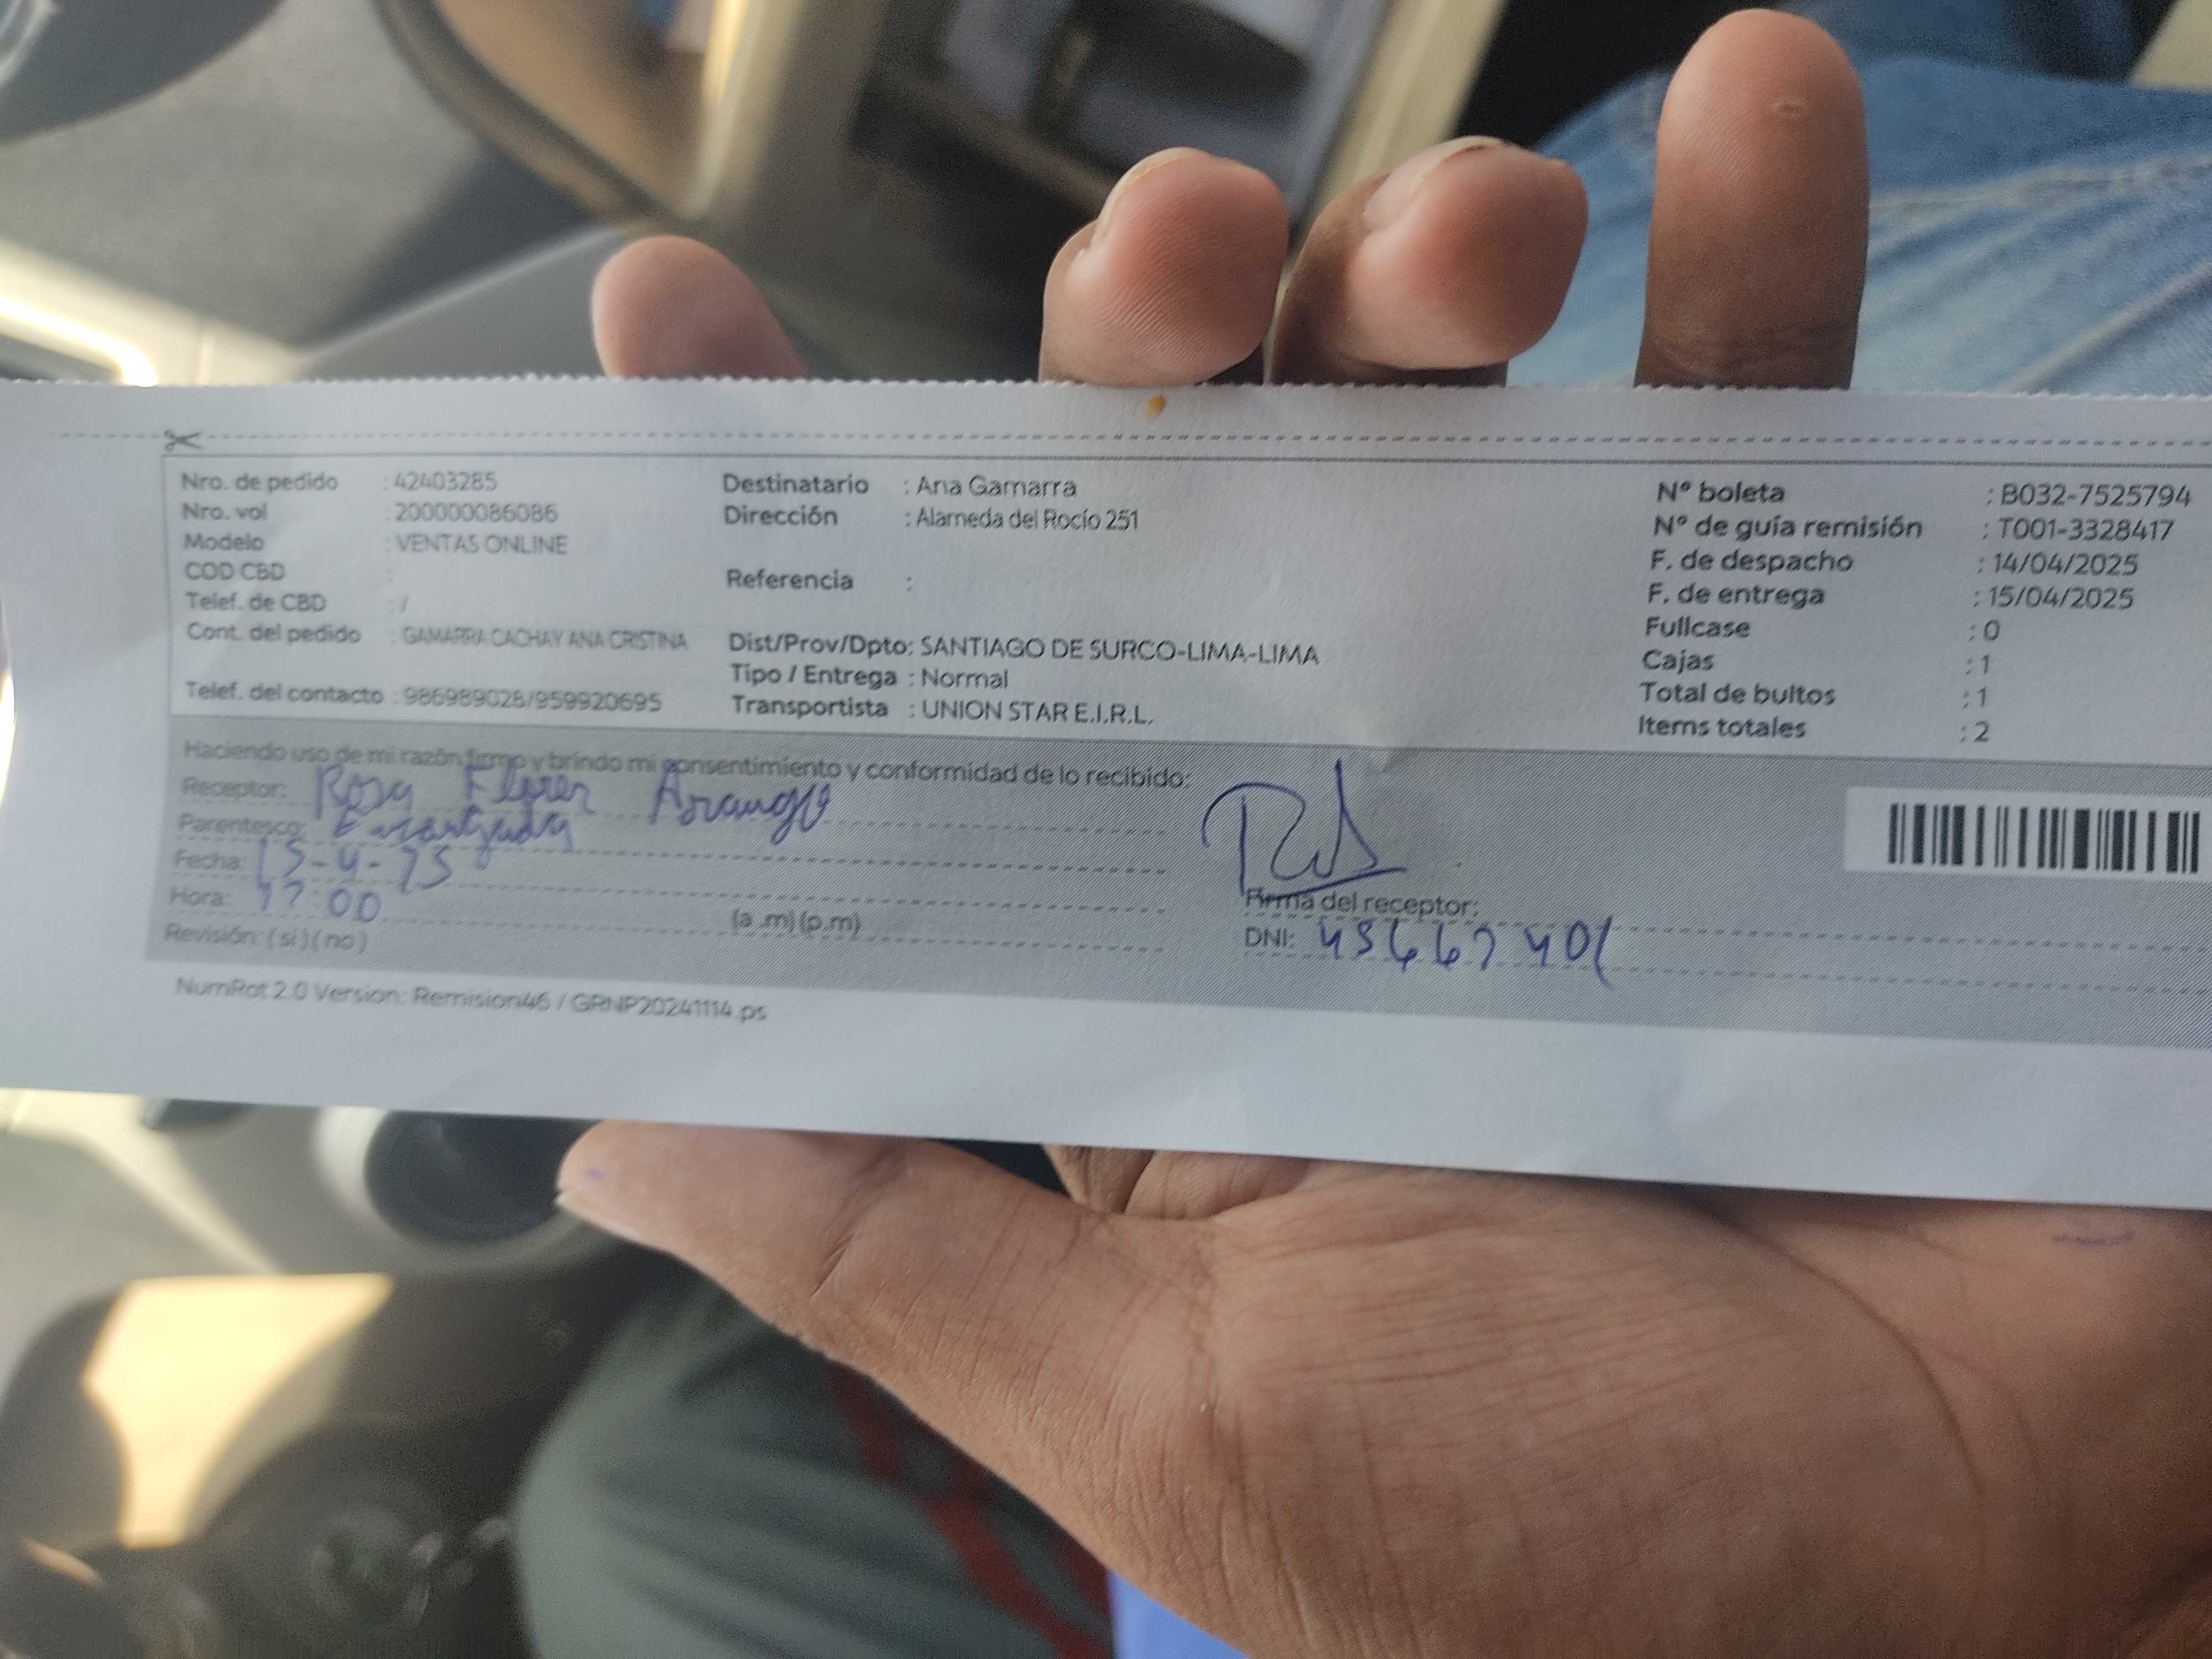 Nro. de pedido : 42403285
Nro. vol : 200000086086
Modelo : VENTAS ONLINE
COD CBD :
Telef. de CBD : /
Cont. del pedido : GAMARRA CACHAY ANA CRISTINA
Telef. del contacto : 986989028/959920695
Destinatario : Ana Gamarra
Dirección : Alameda del Rocío 251
Referencia :
Dist/Prov/Dpto: SANTIAGO DE SURCO-LIMA-LIMA
Tipo / Entrega : Normal
Transportista : UNION STAR E.I.R.L.
N° boleta : B032-7525794
N° de guía remisión : T001-3328417
F. de despacho : 14/04/2025
F. de entrega : 15/04/2025
Fullcase : 0
Cajas : 1
Total de bultos : 1
Items totales : 2
Haciendo uso de mi razón firmo y brindo mi consentimiento y conformidad de lo recibido:
Receptor: Rosa Flores
Parentesco: Encargada
Fecha: 15-4-25
Hora: 17:00 (a .m)(p.m)
Revisión: (si)(no)
Firma del receptor:
DNI:
NumRot 2.0 Version: Remision46 / GRNP20241114.ps